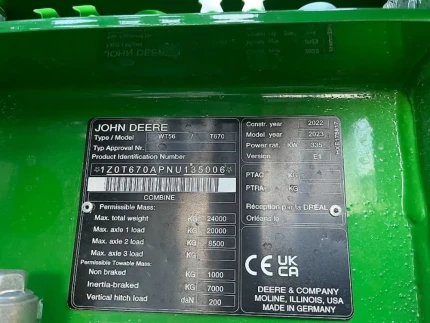 JOHN DEERE
Type / Model WT56 / T670
Typ Approval Nr.
Product Identification Number
*1Z0T670APNU135006*
COMBINE
Permissible Mass:
Max. total weight KG 24000
Max. axle 1 load KG 20000
Max. axle 2 load KG 8500
Max. axle 3 load KG
Permissible Towable Mass:
Non braked KG 1000
Inertia-braked KG 7000
Vertical hitch load daN 200
Constr. year 2022
Model year 2023
Power rat. KW 335
Version
PTAC KG
PTRA KG
Réception par la DREAL
Orléans le
CE UK
CA
DEERE & COMPANY
MOLINE, ILLINOIS, USA
MADE IN GERMANY